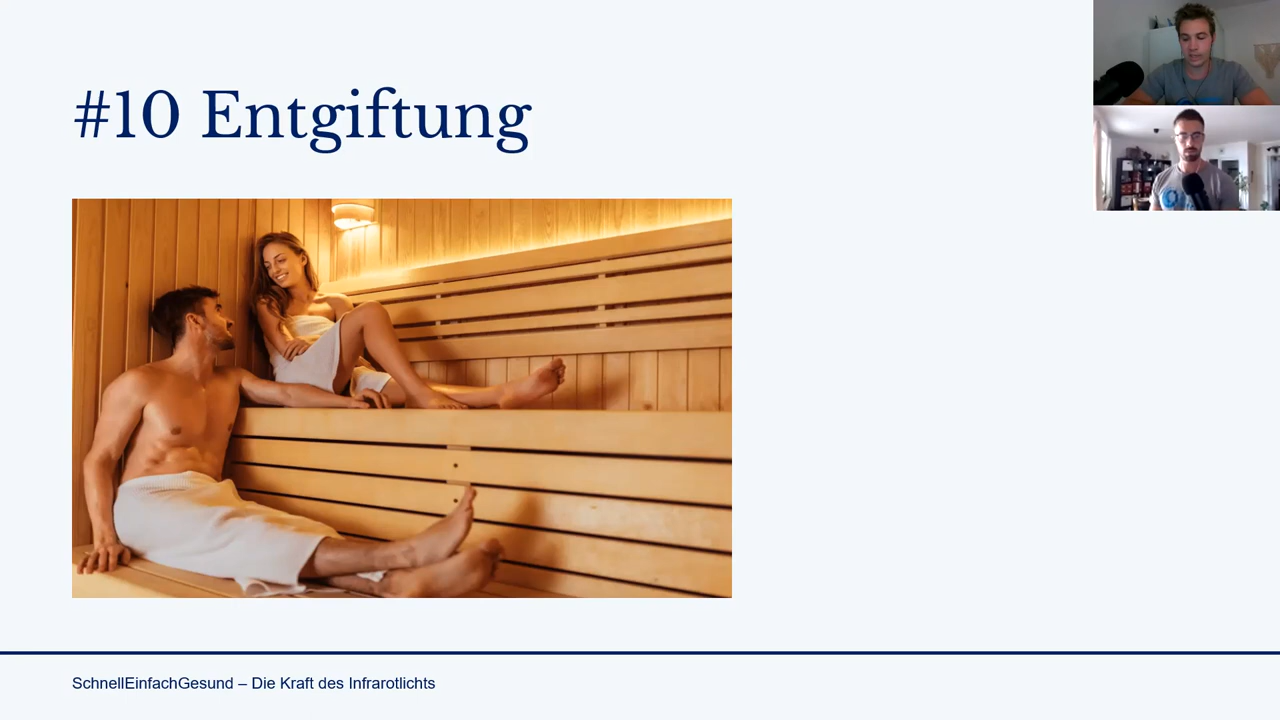 #10 Entgiftung
SchnellEinfachGesund – Die Kraft des Infrarotlichts